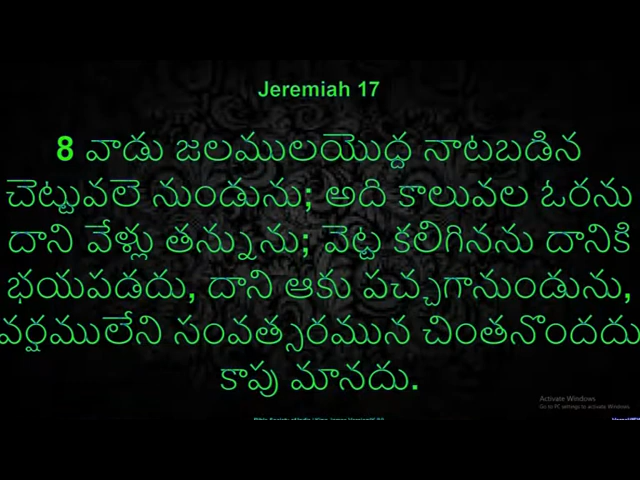 Jeremiah 17
8 వాడు జలములయొద్ద నాటబడిన
చెట్టువలె నుండును; అది కాలువల ఓరను
దాని వేళ్లు తన్నును; వెట్ట కలిగినను దానికి
భయపడదు, దాని ఆకు పచ్చగానుండును,
వర్షములేని సంవత్సరమున చింతనొందదు
కాపు మానదు.
Activate Windows
Go to PC settings to activate Windows.